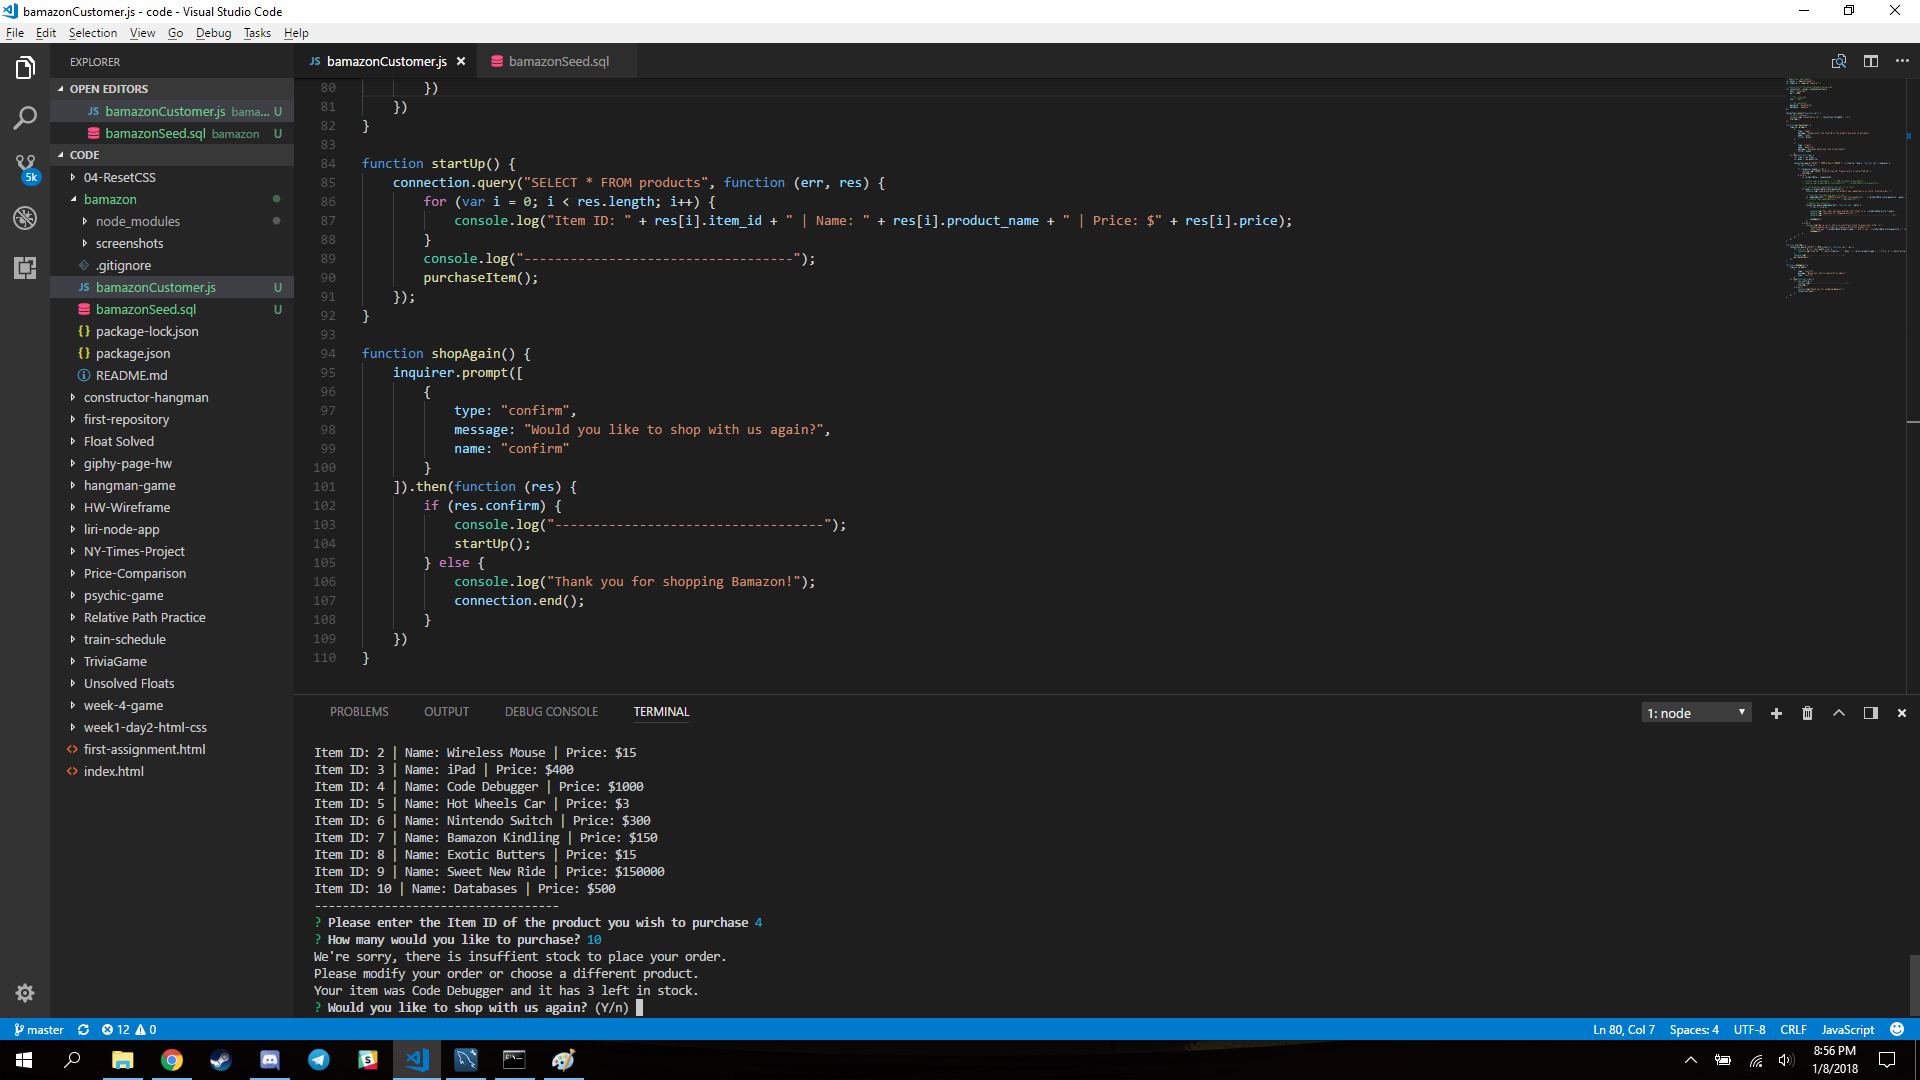 bamazonCustomer.js - code - Visual Studio Code
File Edit Selection View Go Debug Tasks Help
EXPLORER
OPEN EDITORS
JS bamazonCustomer.js bama... U
bamazonSeed.sql bamazon U
CODE
04-ResetCSS
bamazon
node_modules
screenshots
.gitignore
JS bamazonCustomer.js U
bamazonSeed.sql U
{} package-lock.json
{} package.json
README.md
constructor-hangman
first-repository
Float Solved
giphy-page-hw
hangman-game
HW-Wireframe
liri-node-app
NY-Times-Project
Price-Comparison
psychic-game
Relative Path Practice
train-schedule
TriviaGame
Unsolved Floats
week-4-game
week1-day2-html-css
<> first-assignment.html
<> index.html
5k
JS bamazonCustomer.js ×
bamazonSeed.sql
80 })
81 })
82 }
83
84 function startUp() {
85 connection.query("SELECT * FROM products", function (err, res) {
86 for (var i = 0; i < res.length; i++) {
87 console.log("Item ID: " + res[i].item_id + " | Name: " + res[i].product_name + " | Price: $" + res[i].price);
88 }
89 console.log("-----------------------------------");
90 purchaseItem();
91 });
92 }
93
94 function shopAgain() {
95 inquirer.prompt([
96 {
97 type: "confirm",
98 message: "Would you like to shop with us again?",
99 name: "confirm"
100 }
101 ]).then(function (res) {
102 if (res.confirm) {
103 console.log("-----------------------------------");
104 startUp();
105 } else {
106 console.log("Thank you for shopping Bamazon!");
107 connection.end();
108 }
109 })
110 }
PROBLEMS OUTPUT DEBUG CONSOLE TERMINAL
1: node
Item ID: 2 | Name: Wireless Mouse | Price: $15
Item ID: 3 | Name: iPad | Price: $400
Item ID: 4 | Name: Code Debugger | Price: $1000
Item ID: 5 | Name: Hot Wheels Car | Price: $3
Item ID: 6 | Name: Nintendo Switch | Price: $300
Item ID: 7 | Name: Bamazon Kindling | Price: $150
Item ID: 8 | Name: Exotic Butters | Price: $15
Item ID: 9 | Name: Sweet New Ride | Price: $150000
Item ID: 10 | Name: Databases | Price: $500
-----------------------------------
? Please enter the Item ID of the product you wish to purchase 4
? How many would you like to purchase? 10
We're sorry, there is insuffient stock to place your order.
Please modify your order or choose a different product.
Your item was Code Debugger and it has 3 left in stock.
? Would you like to shop with us again? (Y/n)
master 12 0
Ln 80, Col 7 Spaces: 4 UTF-8 CRLF JavaScript
8:56 PM
1/8/2018